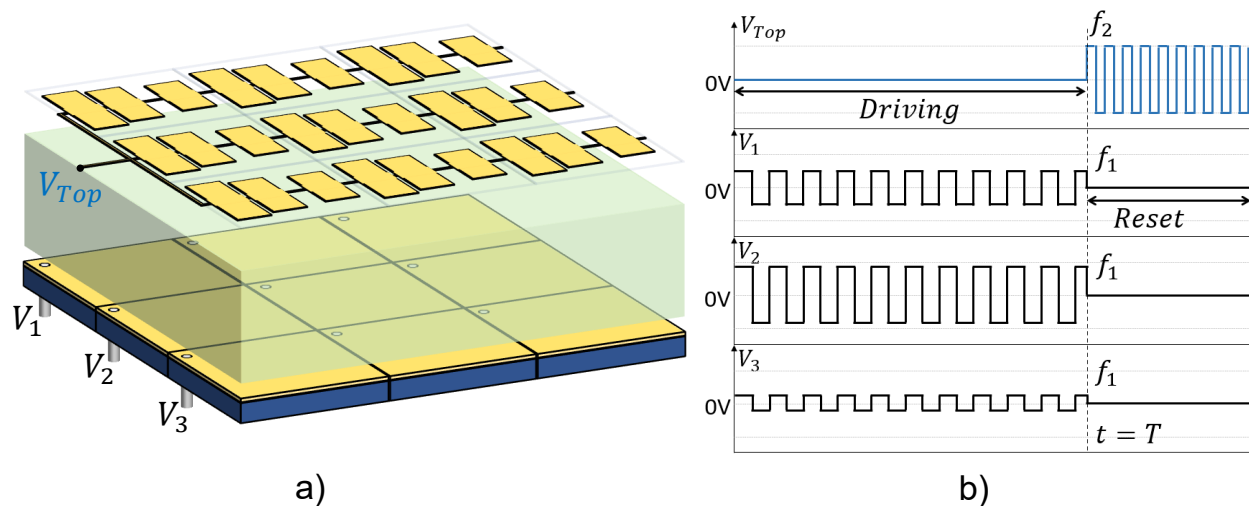 V_Top
V_1
V_2
V_3
a)
V_Top
f_2
0V
Driving
V_1
f_1
0V
Reset
V_2
f_1
0V
V_3
f_1
0V
t = T
b)